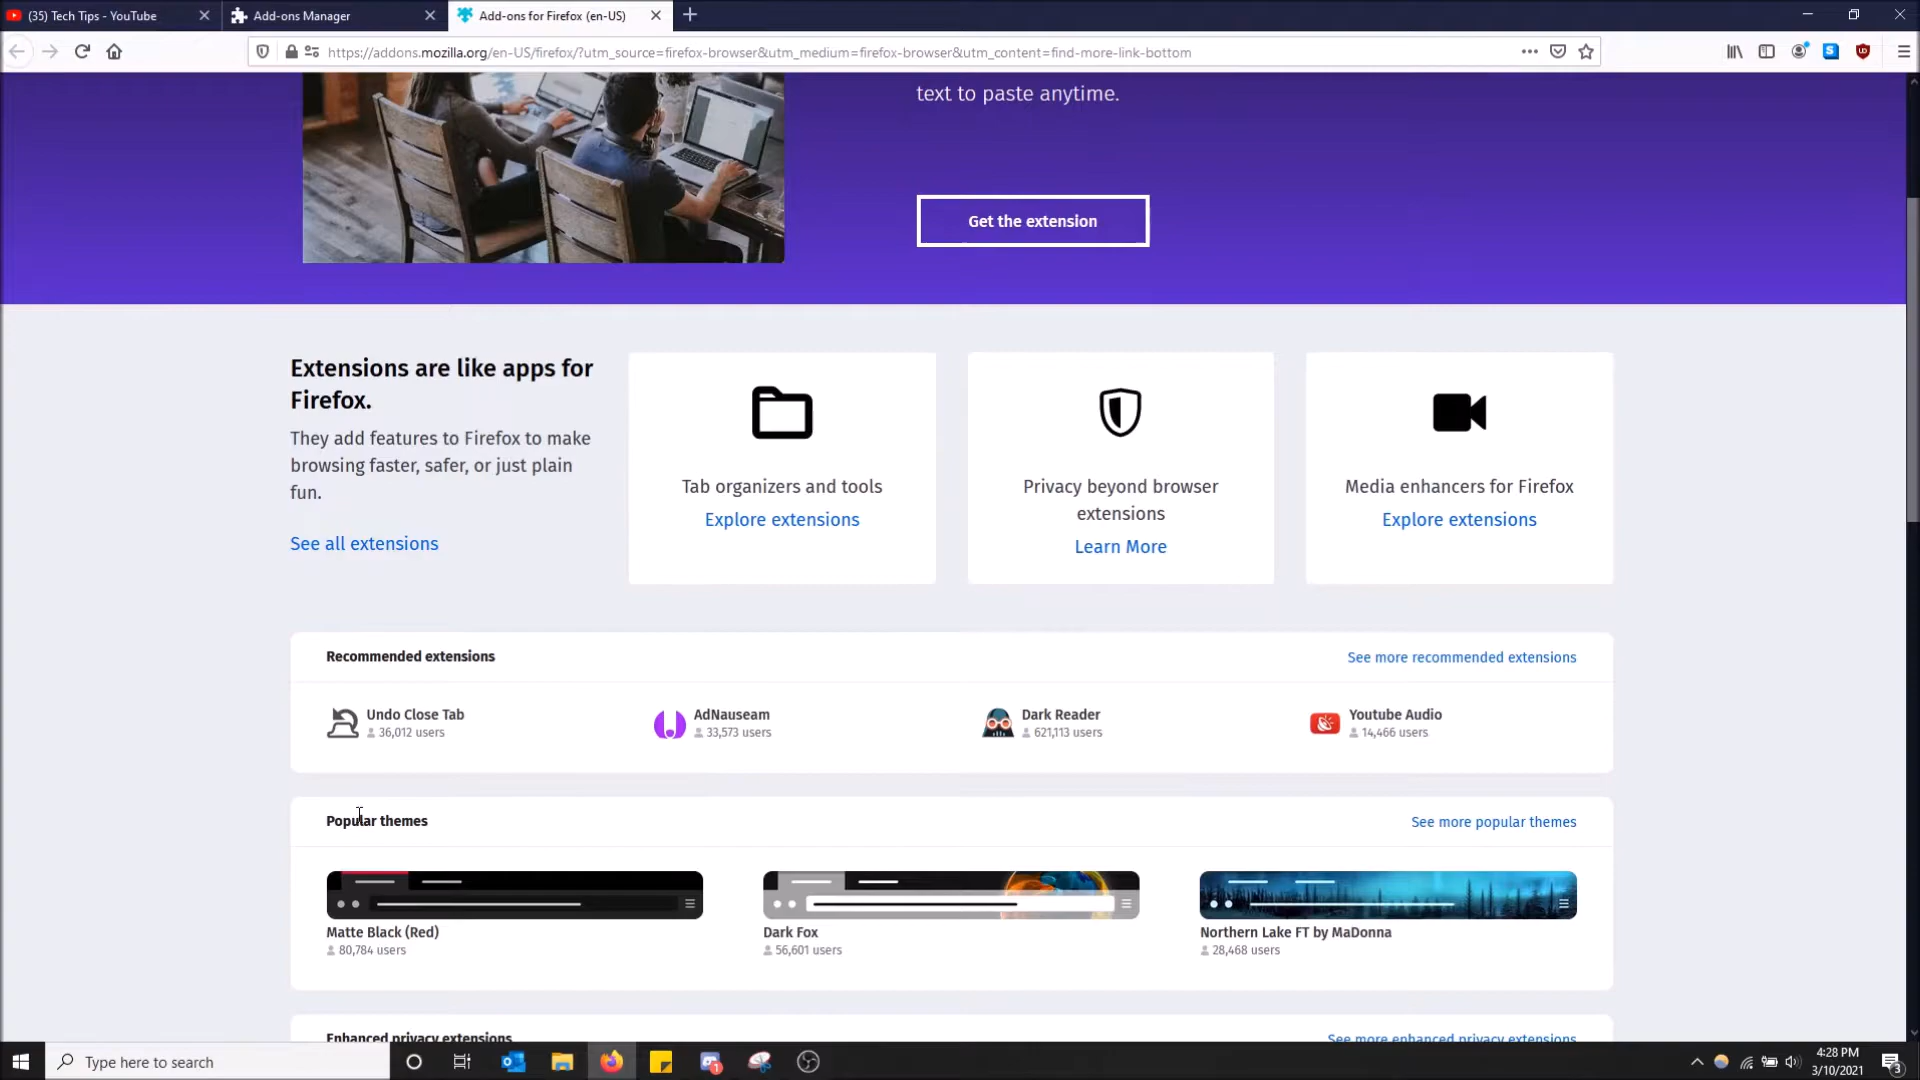 (35) Tech Tips - YouTube
Add-ons Manager
Add-ons for Firefox (en-US)
https://addons.mozilla.org/en-US/firefox/?utm_source=firefox-browser&utm_medium=firefox-browser&utm_content=find-more-link-bottom
text to paste anytime.
Get the extension
Extensions are like apps for
Firefox.
They add features to Firefox to make
browsing faster, safer, or just plain
fun.
See all extensions
Tab organizers and tools
Explore extensions
Privacy beyond browser
extensions
Learn More
Media enhancers for Firefox
Explore extensions
Recommended extensions
See more recommended extensions
Undo Close Tab
36,012 users
AdNauseam
33,573 users
Dark Reader
621,113 users
Youtube Audio
14,466 users
Popular themes
See more popular themes
Matte Black (Red)
80,784 users
Dark Fox
56,601 users
Northern Lake FT by MaDonna
28,468 users
Enhanced privacy extensions
See more enhanced privacy extensions
Type here to search
1
4:28 PM
3/10/2021
3